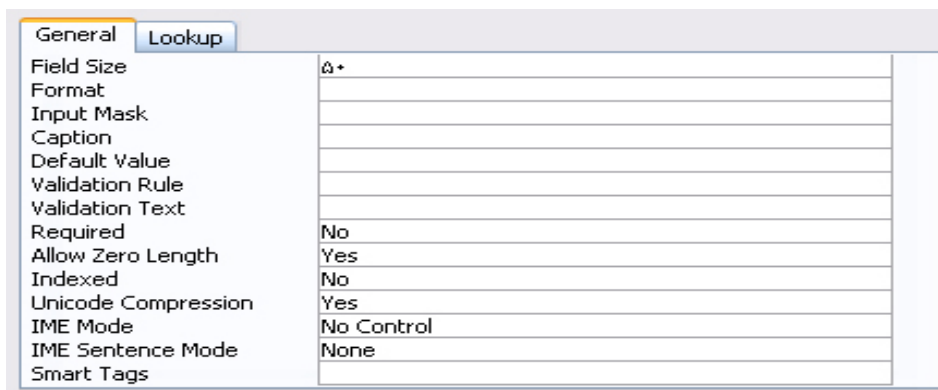 General Lookup
Field Size ۵۰
Format
Input Mask
Caption
Default Value
Validation Rule
Validation Text
Required No
Allow Zero Length Yes
Indexed No
Unicode Compression Yes
IME Mode No Control
IME Sentence Mode None
Smart Tags